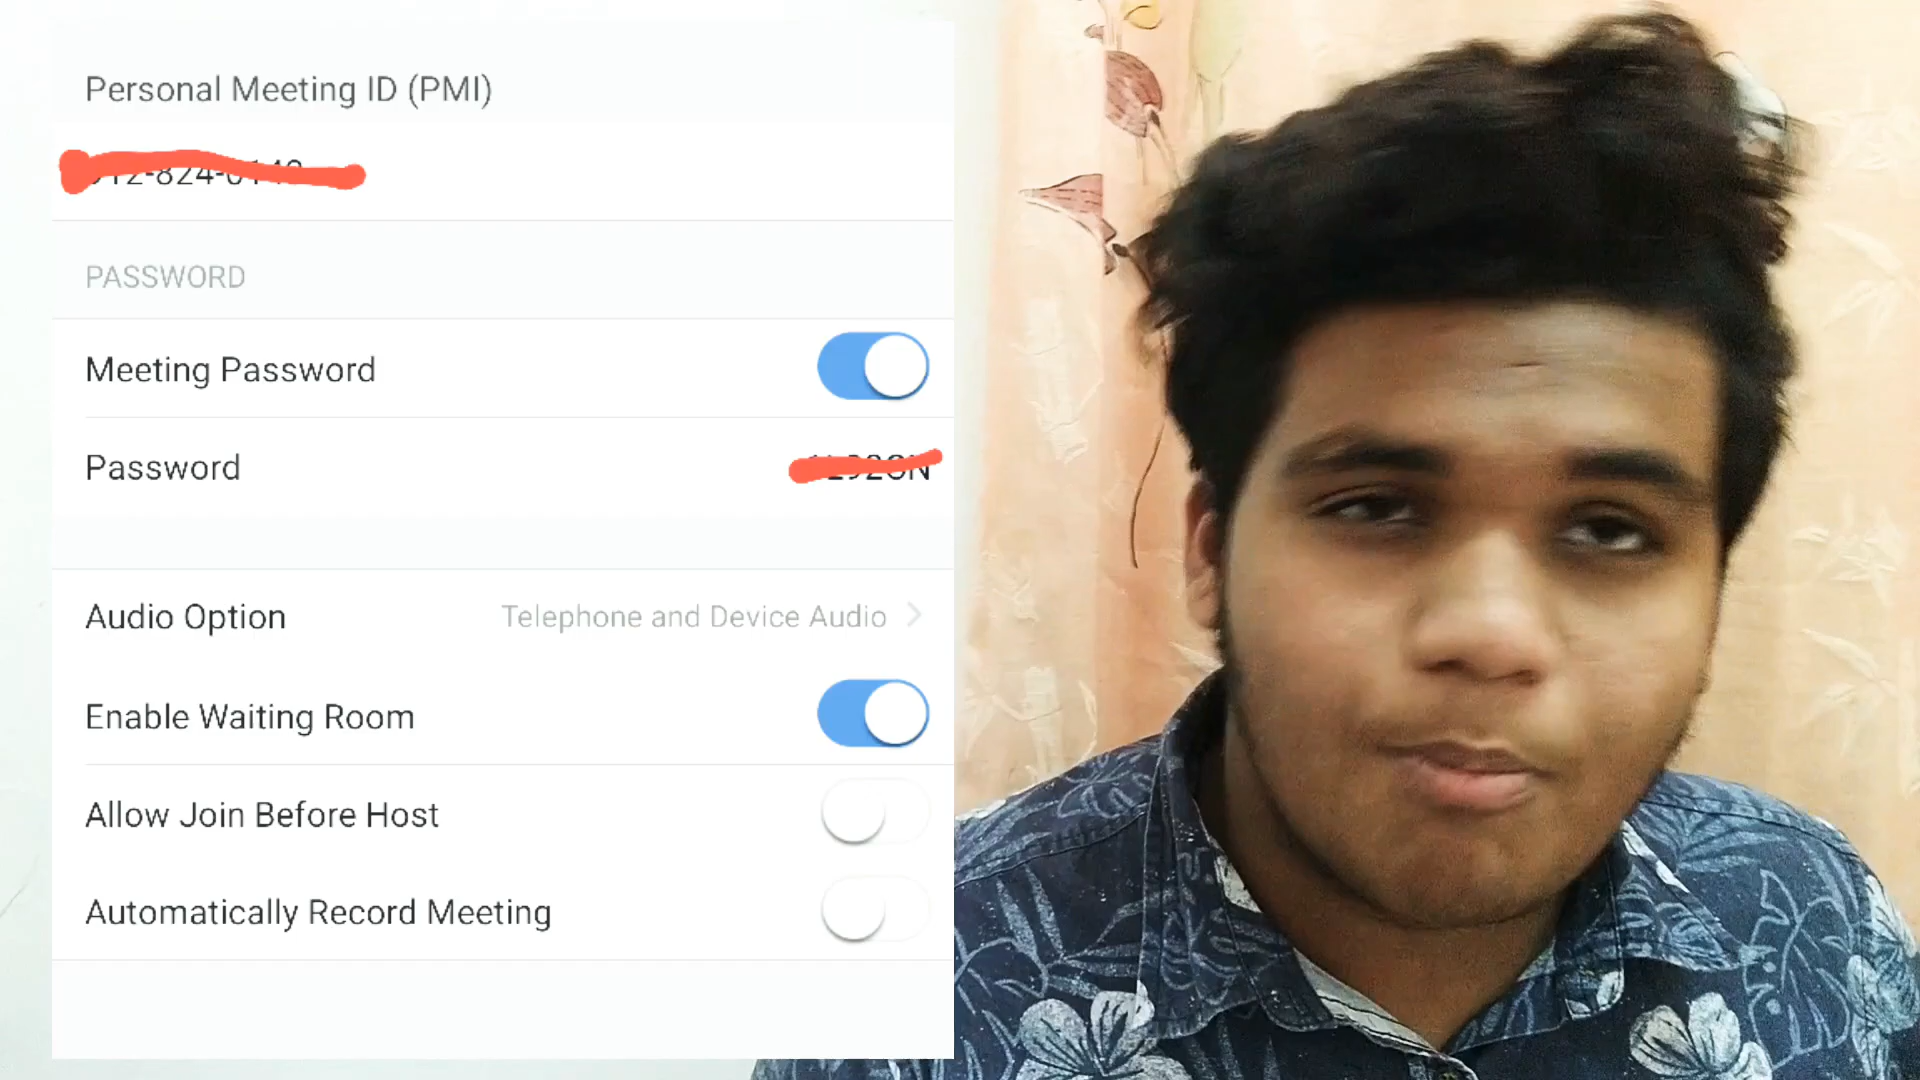 Personal Meeting ID (PMI)
PASSWORD
Meeting Password
Password
Audio Option Telephone and Device Audio
Enable Waiting Room
Allow Join Before Host
Automatically Record Meeting